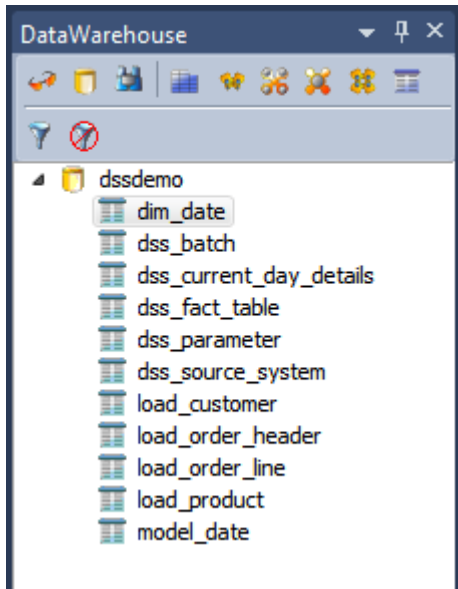 DataWarehouse
dssdemo
dim_date
dss_batch
dss_current_day_details
dss_fact_table
dss_parameter
dss_source_system
load_customer
load_order_header
load_order_line
load_product
model_date